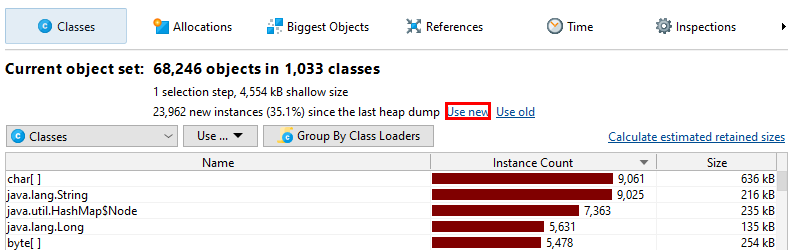 Classes Allocations Biggest Objects References Time Inspections
Current object set: 68,246 objects in 1,033 classes
1 selection step, 4,554 kB shallow size
23,962 new instances (35.1%) since the last heap dump Use new Use old
Classes Use ... Group By Class Loaders Calculate estimated retained sizes
Name Instance Count Size
char[ ] 9,061 636 kB
java.lang.String 9,025 216 kB
java.util.HashMap$Node 7,363 235 kB
java.lang.Long 5,631 135 kB
byte[ ] 5,478 254 kB